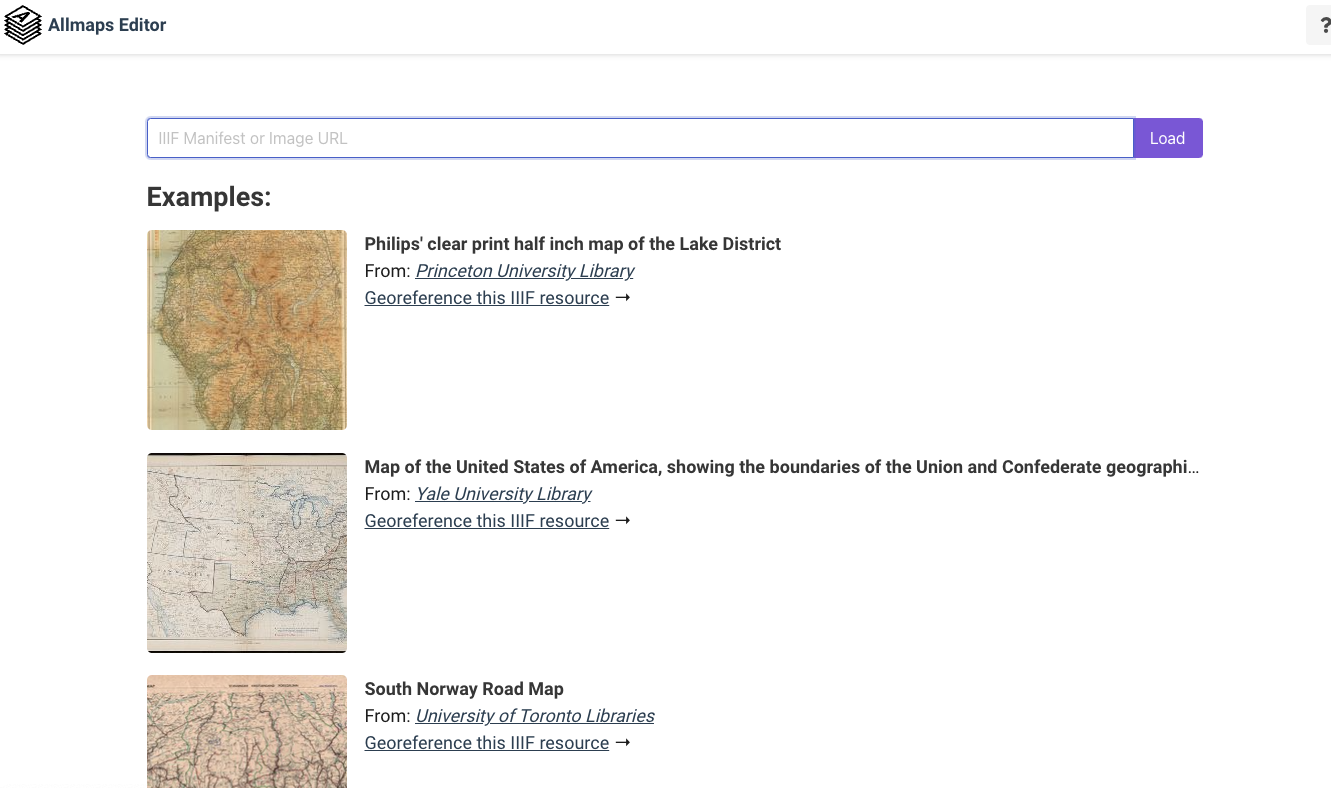 Allmaps Editor
?
IIIF Manifest or Image URL
Load
Examples:
Philips' clear print half inch map of the Lake District
From: Princeton University Library
Georeference this IIIF resource →
Map of the United States of America, showing the boundaries of the Union and Confederate geographi...
From: Yale University Library
Georeference this IIIF resource →
South Norway Road Map
From: University of Toronto Libraries
Georeference this IIIF resource →